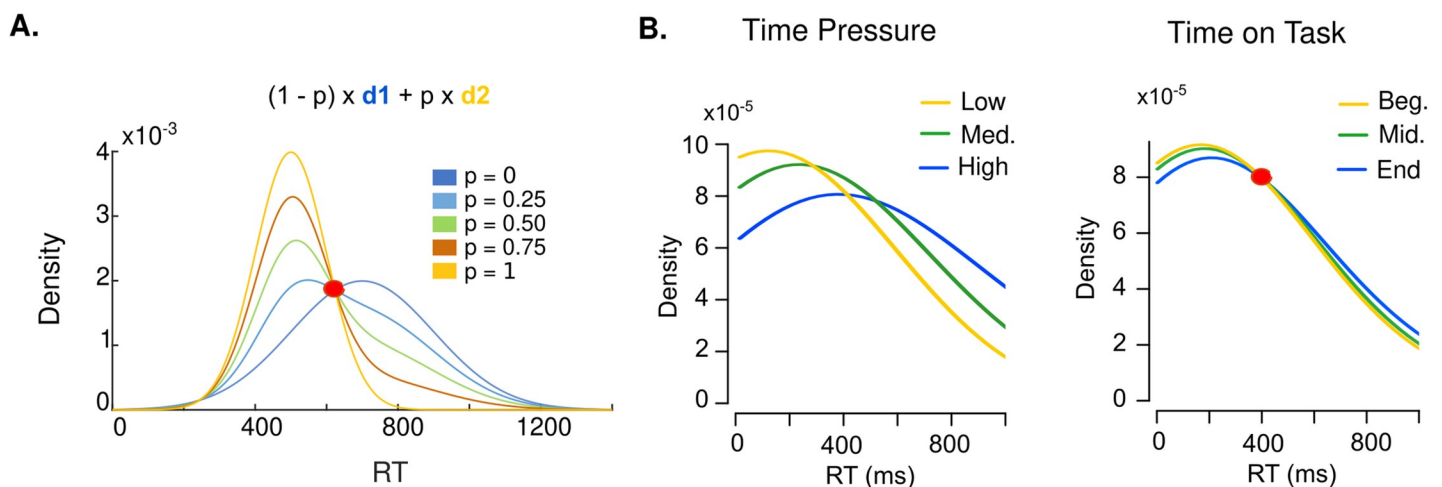 A.
(1 - p) x d1 + p x d2
x10-3
4
3
2
1
0
Density
p = 0
p = 0.25
p = 0.50
p = 0.75
p = 1
0 400 800 1200
RT
B.
Time Pressure
x10-5
Low
Med.
High
10
8
6
4
2
0
Density
0 400 800
RT (ms)
Time on Task
x10-5
Beg.
Mid.
End
8
6
4
2
0
Density
0 400 800
RT (ms)